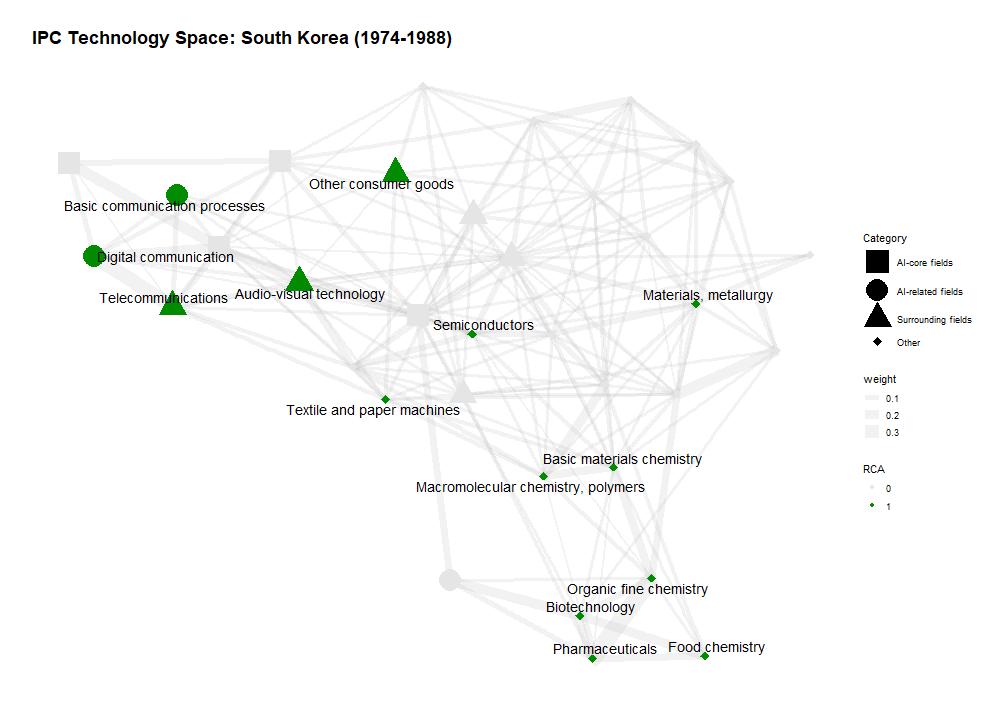 IPC Technology Space: South Korea (1974-1988)
Other consumer goods
Basic communication processes
Digital communication
Telecommunications
Audio-visual technology
Materials, metallurgy
Semiconductors
Textile and paper machines
Basic materials chemistry
Macromolecular chemistry, polymers
Organic fine chemistry
Biotechnology
Pharmaceuticals
Food chemistry
Category
AI-core fields
AI-related fields
Surrounding fields
Other
weight
0.1
0.2
0.3
RCA
0
1